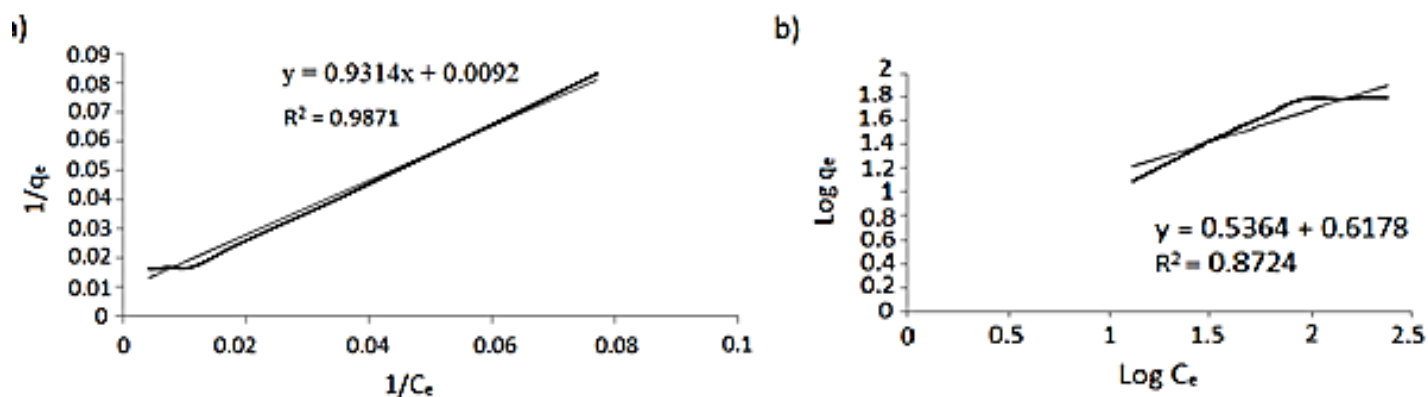 a)
0.09
0.08
0.07
0.06
0.05
0.04
0.03
0.02
0.01
0
1/qe
y = 0.9314x + 0.0092
R² = 0.9871
0 0.02 0.04 0.06 0.08 0.1
1/Ce
b)
2
1.8
1.6
1.4
1.2
1
0.8
0.6
0.4
0.2
0
Log qe
y = 0.5364 + 0.6178
R² = 0.8724
0 0.5 1 1.5 2 2.5
Log Ce